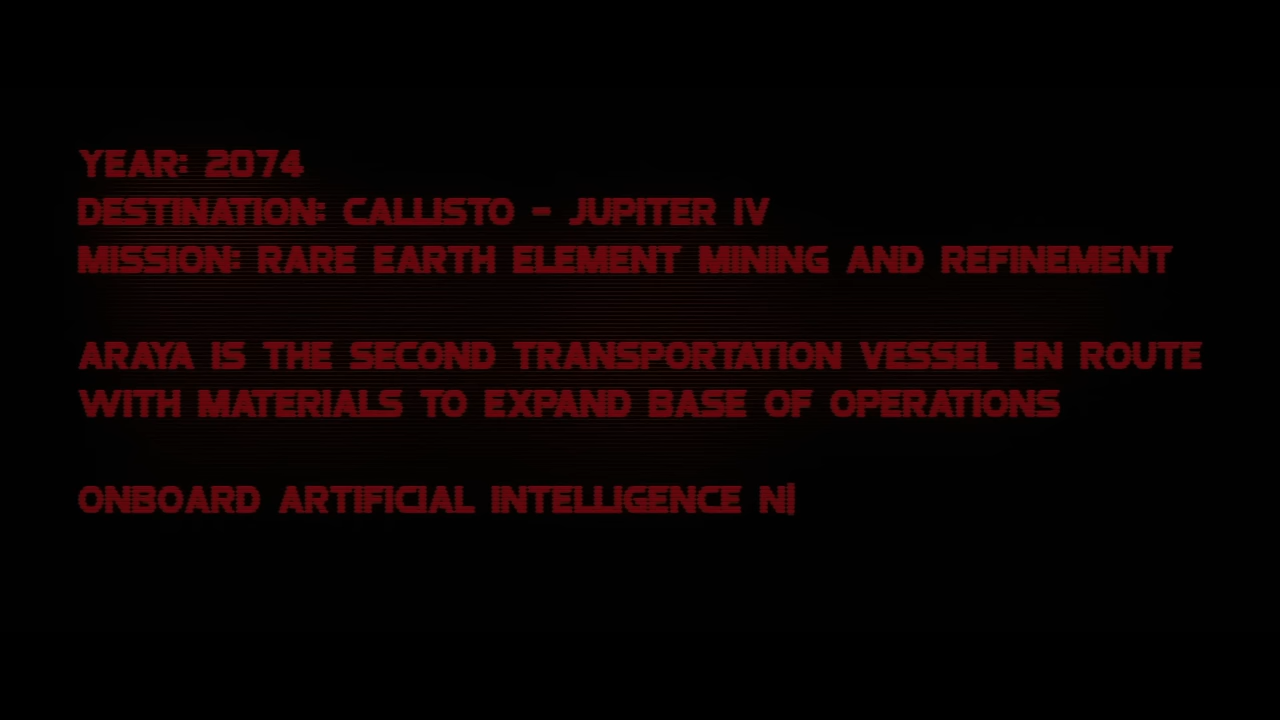 YEAR: 2074
DESTINATION: CALLISTO - JUPITER IV
MISSION: RARE EARTH ELEMENT MINING AND REFINEMENT
ARAYA IS THE SECOND TRANSPORTATION VESSEL EN ROUTE
WITH MATERIALS TO EXPAND BASE OF OPERATIONS
ONBOARD ARTIFICIAL INTELLIGENCE N|